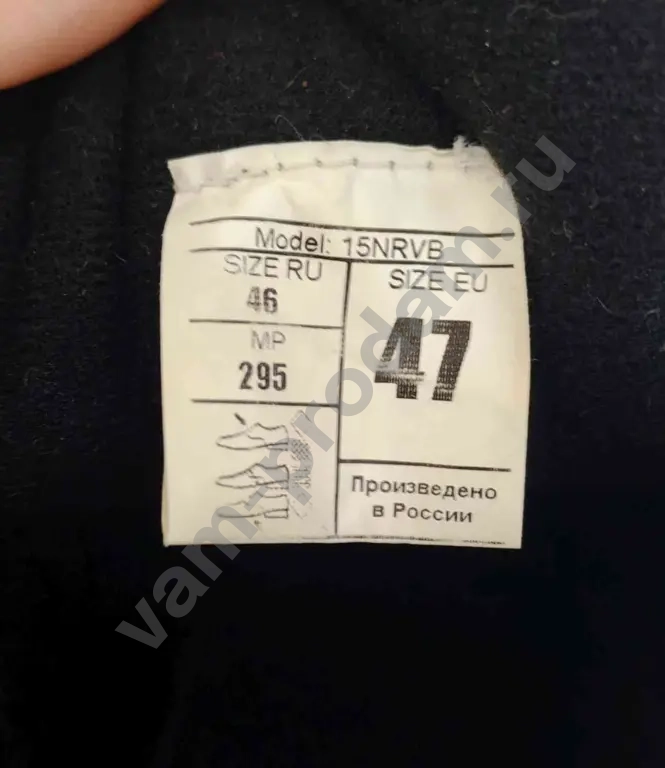 Model: 15NRVB
SIZE RU
46
MP
295
SIZE EU
47
Произведено
в России
vam-prodam.ru